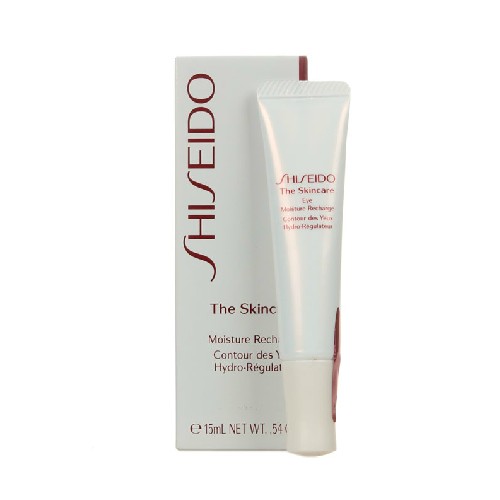 SHISEIDO
The Skinc
Moisture Recha
Contour des Y
Hydro-Régulat
℮ 15mL NET WT. .54
SHISEIDO
The Skincare
Eye
Moisture Recharge
Contour des Yeux
Hydro-Régulateur